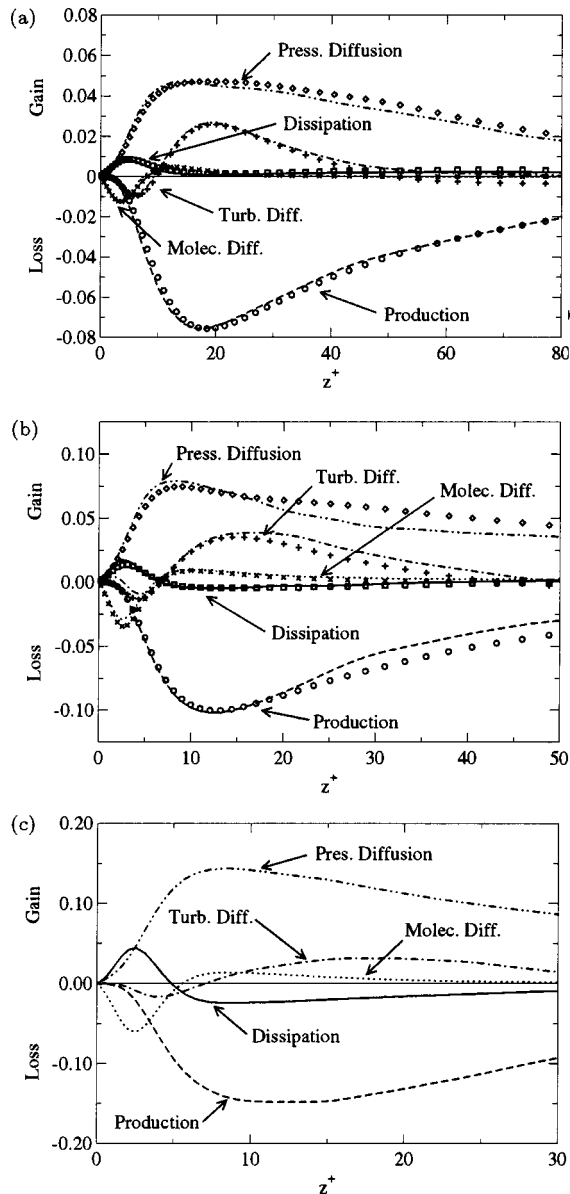 (a)
0.08
0.06
0.04
0.02
0
-0.02
-0.04
-0.06
-0.08
Gain
Loss
Press. Diffusion
Dissipation
Turb. Diff.
Molec. Diff.
Production
0 20 40 60 80
z+
(b)
0.10
0.05
0.00
-0.05
-0.10
Gain
Loss
Press. Diffusion
Turb. Diff.
Molec. Diff.
Dissipation
Production
0 10 20 30 40 50
z+
(c)
0.20
0.10
0.00
-0.10
-0.20
Gain
Loss
Pres. Diffusion
Turb. Diff.
Molec. Diff.
Dissipation
Production
0 10 20 30
z+